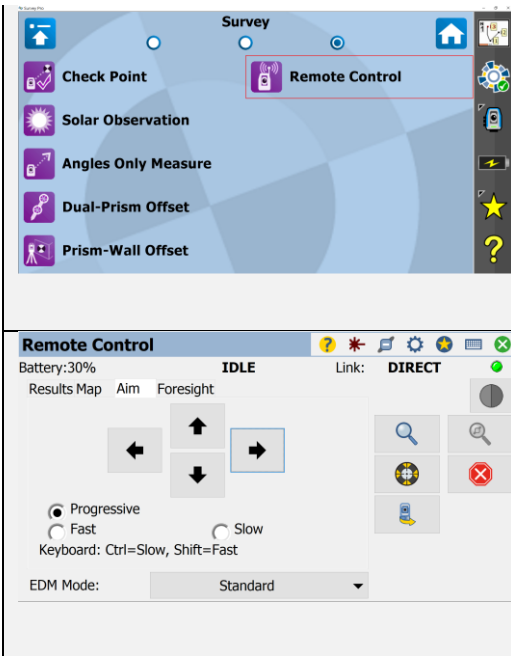 Survey Pro
Survey
Check Point
Remote Control
Solar Observation
Angles Only Measure
Dual-Prism Offset
Prism-Wall Offset
?
Remote Control
?
Battery:30%
IDLE
Link:
DIRECT
Results Map
Aim
Foresight
Progressive
Fast
Slow
Keyboard: Ctrl=Slow, Shift=Fast
EDM Mode:
Standard